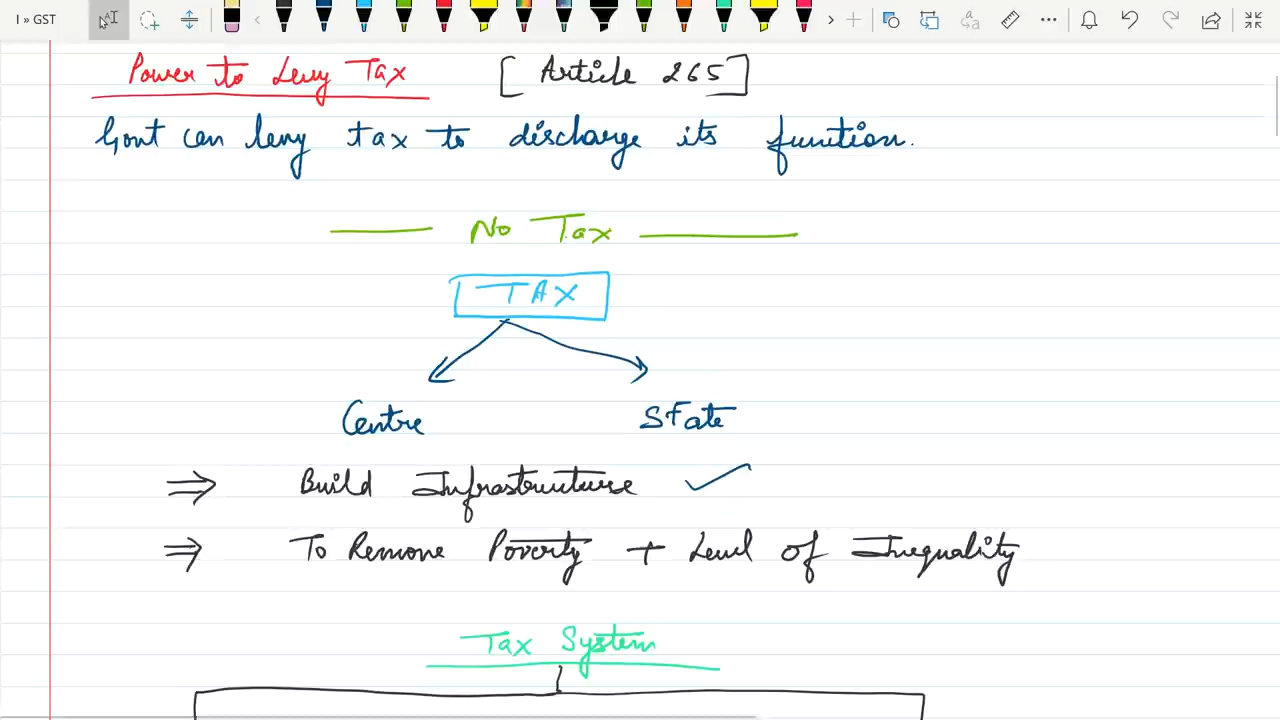 I » GST
Power to Levy Tax [Article 265]
Govt can levy tax to discharge its function.
No Tax
TAX
Centre State
⇒ Build Infrastructure ✓
⇒ To Remove Poverty + Level of Inequality
Tax System